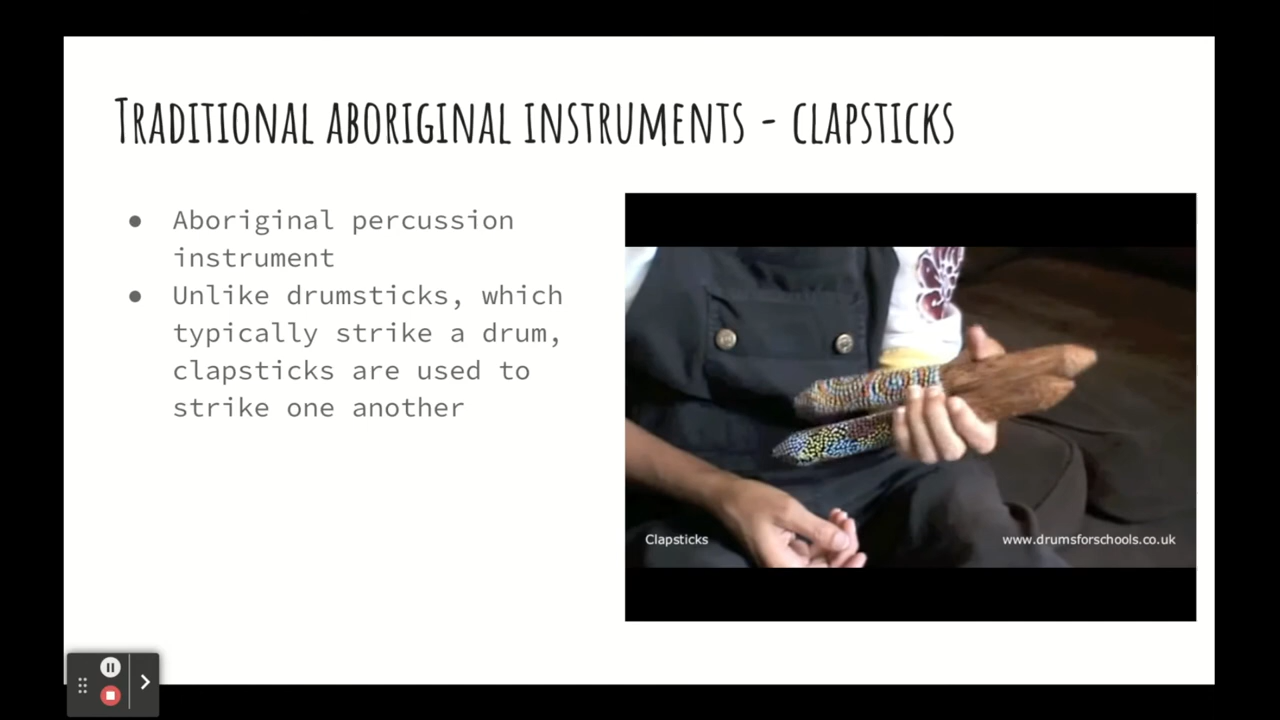 TRADITIONAL ABORIGINAL INSTRUMENTS - CLAPSTICKS
● Aboriginal percussion
instrument
● Unlike drumsticks, which
typically strike a drum,
clapsticks are used to
strike one another
Clapsticks
www.drumsforschools.co.uk